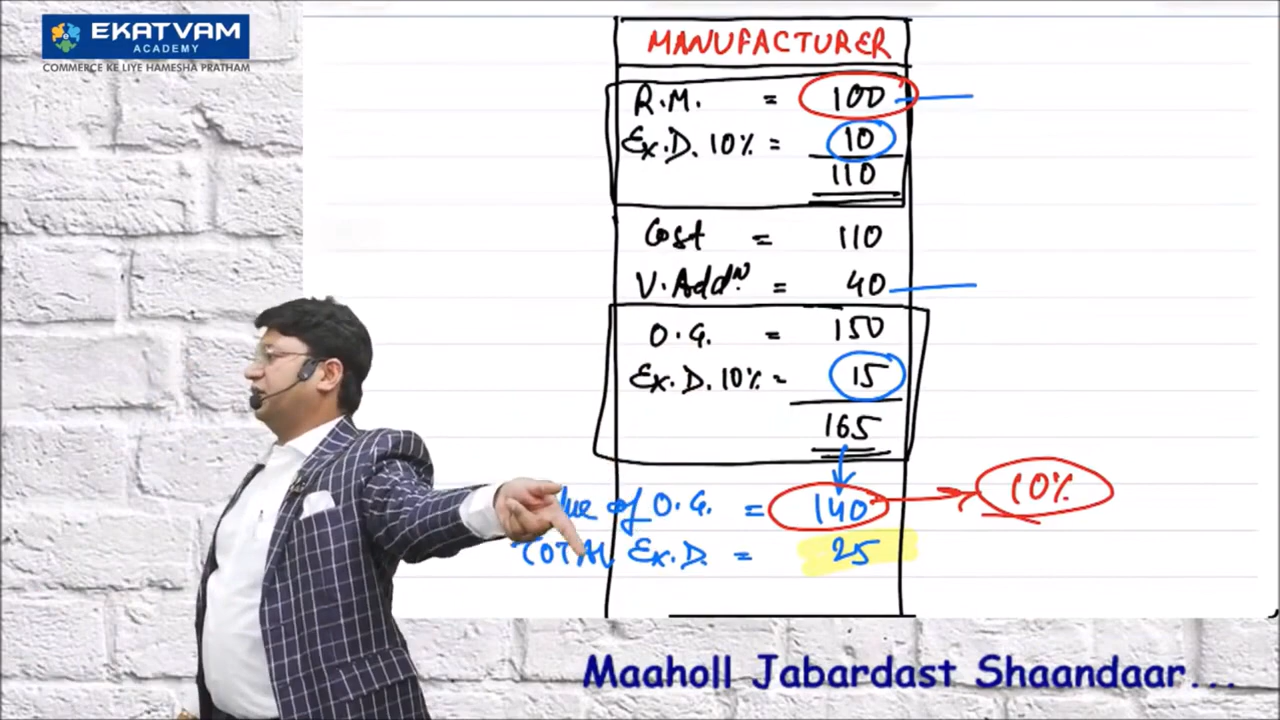 EKATVAM
ACADEMY
COMMERCE KE LIYE HAMESHA PRATHAM
MANUFACTURER
R.M. = 100
Ex.D. 10% = 10
110
Cost = 110
V.Addn. = 40
O.G. = 150
Ex.D. 10% = 15
165
of O.G. = 140 10%
TOTAL Ex.D. = 25
Maaholl Jabardast Shaandaar...